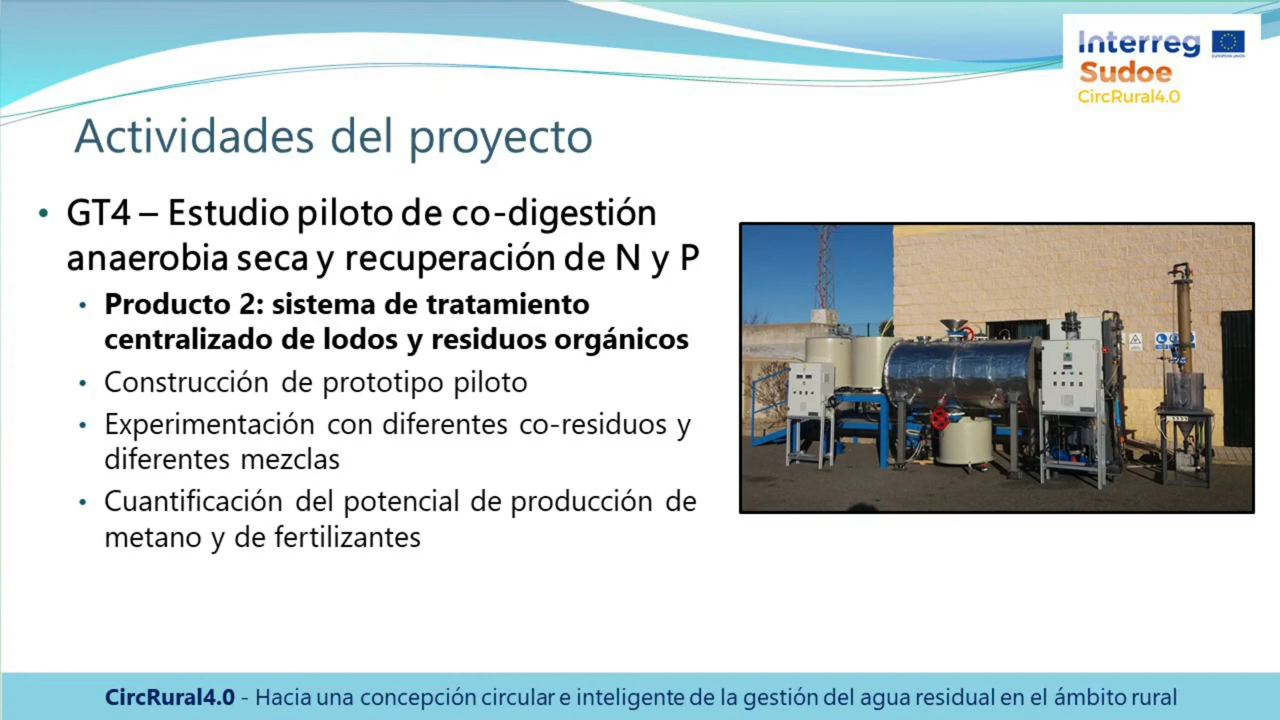 Interreg
EUROPEAN UNION
Sudoe
CircRural4.0
Actividades del proyecto
• GT4 – Estudio piloto de co-digestión
anaerobia seca y recuperación de N y P
• Producto 2: sistema de tratamiento
centralizado de lodos y residuos orgánicos
• Construcción de prototipo piloto
• Experimentación con diferentes co-residuos y
diferentes mezclas
• Cuantificación del potencial de producción de
metano y de fertilizantes
CircRural4.0 - Hacia una concepción circular e inteligente de la gestión del agua residual en el ámbito rural